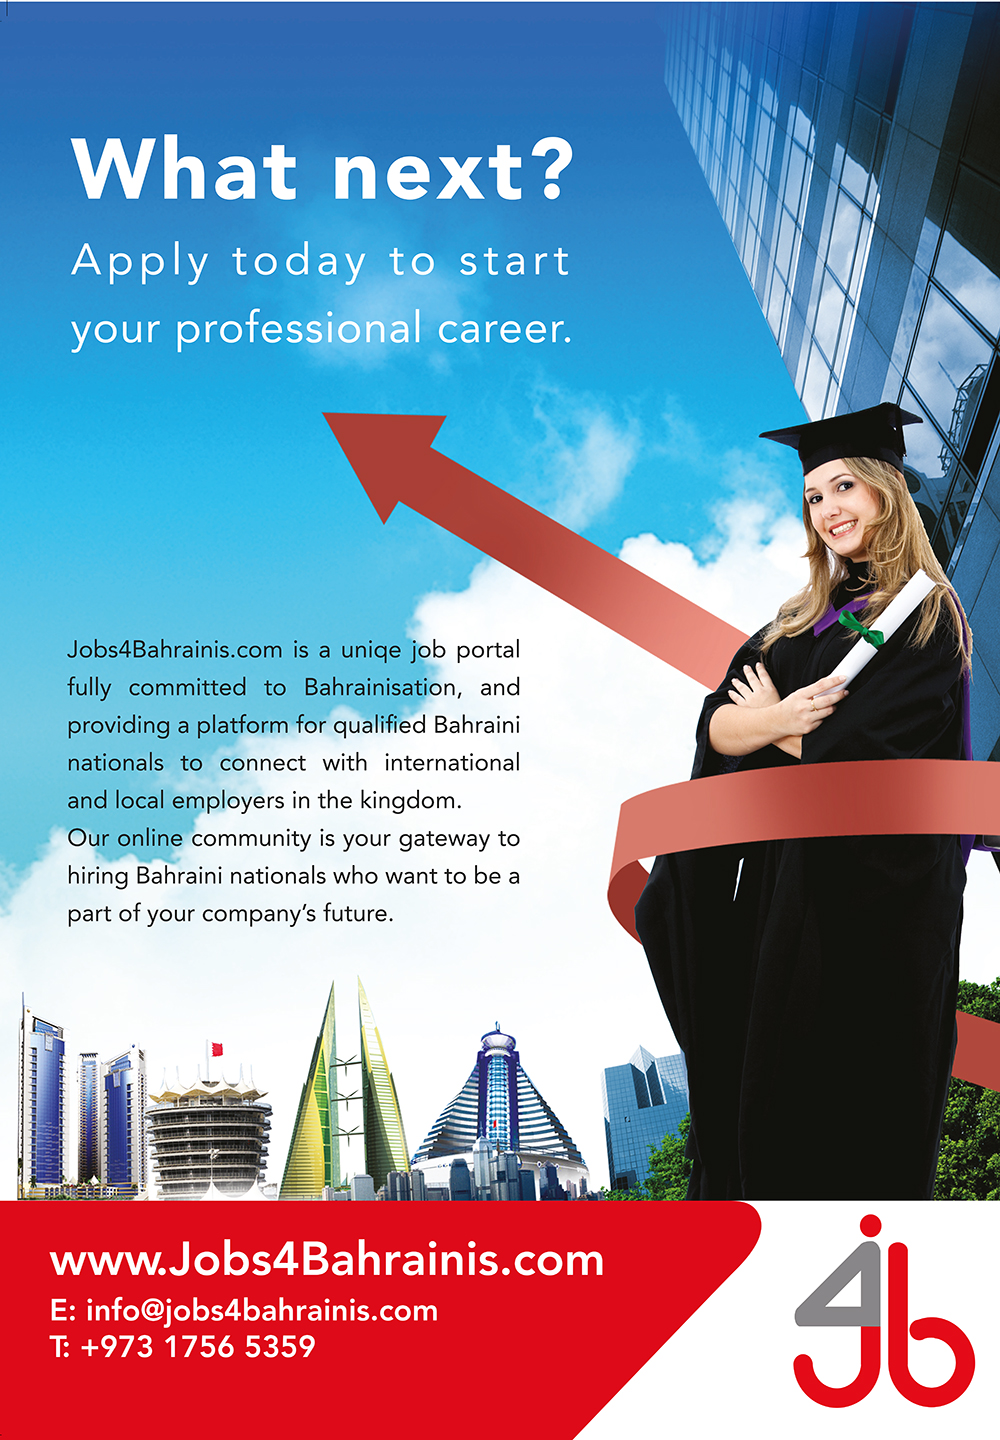 What next?
Apply today to start
your professional career.
Jobs4Bahrainis.com is a uniqe job portal
fully committed to Bahrainisation, and
providing a platform for qualified Bahraini
nationals to connect with international
and local employers in the kingdom.
Our online community is your gateway to
hiring Bahraini nationals who want to be a
part of your company's future.
www.Jobs4Bahrainis.com
E: info@jobs4bahrainis.com
T: +973 1756 5359
j4b